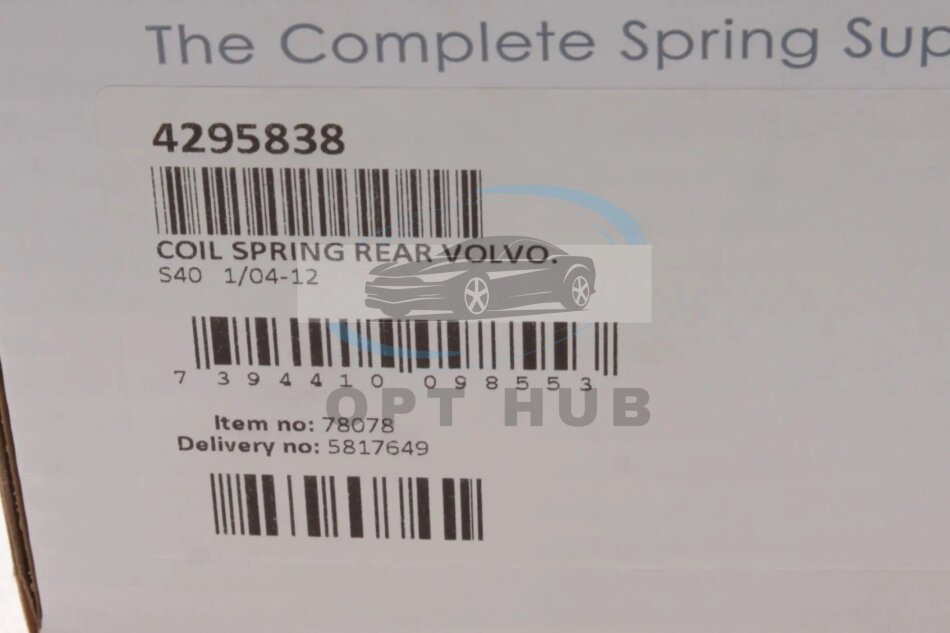 The Complete Spring Sup
4295838
COIL SPRING REAR VOLVO.
S40 1/04-12
7 394410 098553
OPT HUB
Item no: 78078
Delivery no: 5817649